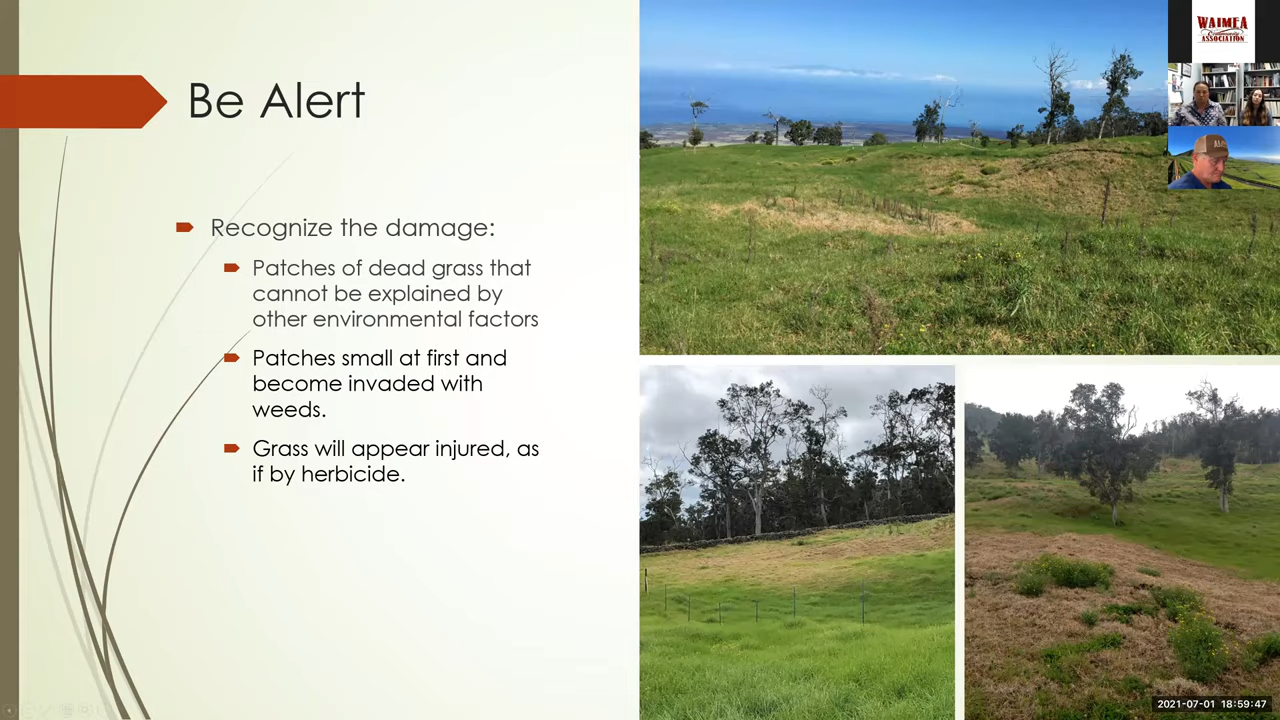 Be Alert
Recognize the damage:
Patches of dead grass that
cannot be explained by
other environmental factors
Patches small at first and
become invaded with
weeds.
Grass will appear injured, as
if by herbicide.
WAIMEA
Community
ASSOCIATION
2021-07-01 18:59:47